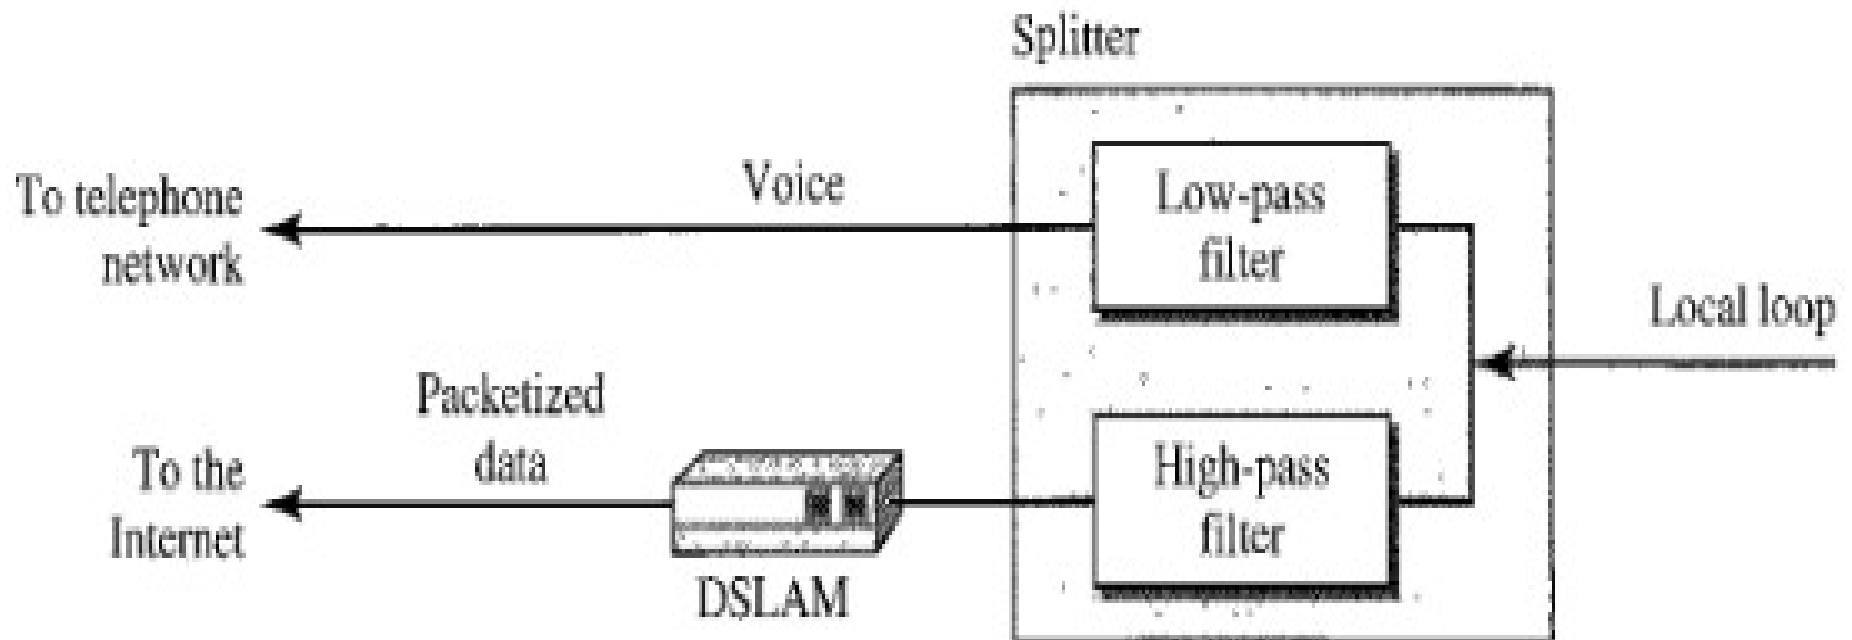 Splitter
To telephone
network
Voice
Low-pass
filter
Local loop
Packetized
data
To the
Internet
DSLAM
High-pass
filter